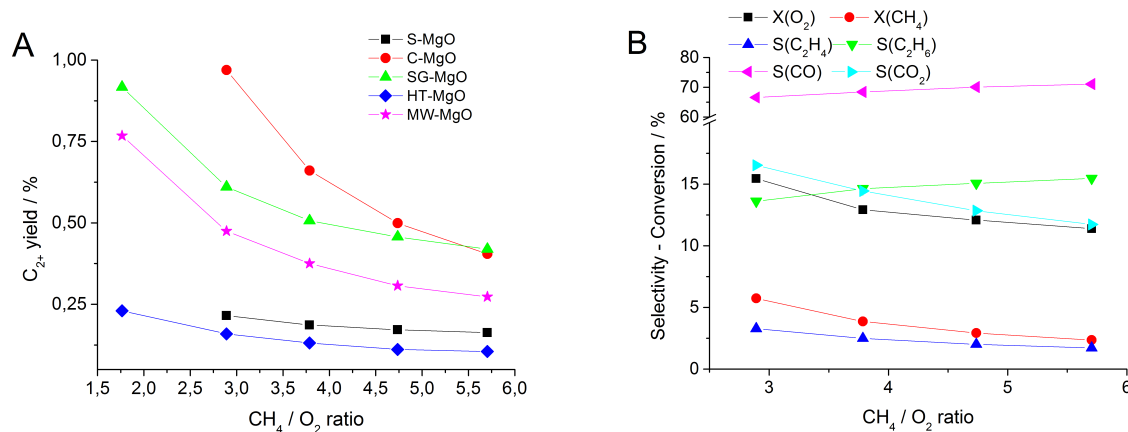 A
S-MgO
C-MgO
SG-MgO
HT-MgO
MW-MgO
1.00
0.75
0.50
0.25
C₂₊ yield / %
1,5 2,0 2,5 3,0 3,5 4,0 4,5 5,0 5,5 6,0
CH₄ / O₂ ratio
B
X(O₂) X(CH₄)
S(C₂H₄) S(C₂H₆)
S(CO) S(CO₂)
80
70
60
15
10
5
0
Selectivity - Conversion / %
3 4 5 6
CH₄ / O₂ ratio